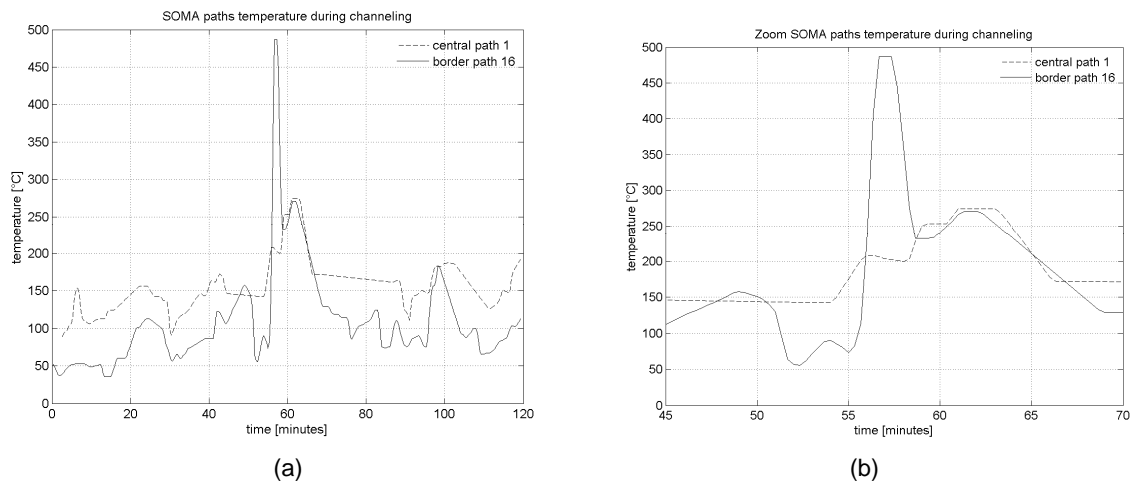 SOMA paths temperature during channeling
500
450
400
350
300
250
200
150
100
50
0
temperature [°C]
central path 1
border path 16
0 20 40 60 80 100 120
time [minutes]
(a)
Zoom SOMA paths temperature during channeling
500
450
400
350
300
250
200
150
100
50
0
temperature [°C]
central path 1
border path 16
45 50 55 60 65 70
time [minutes]
(b)